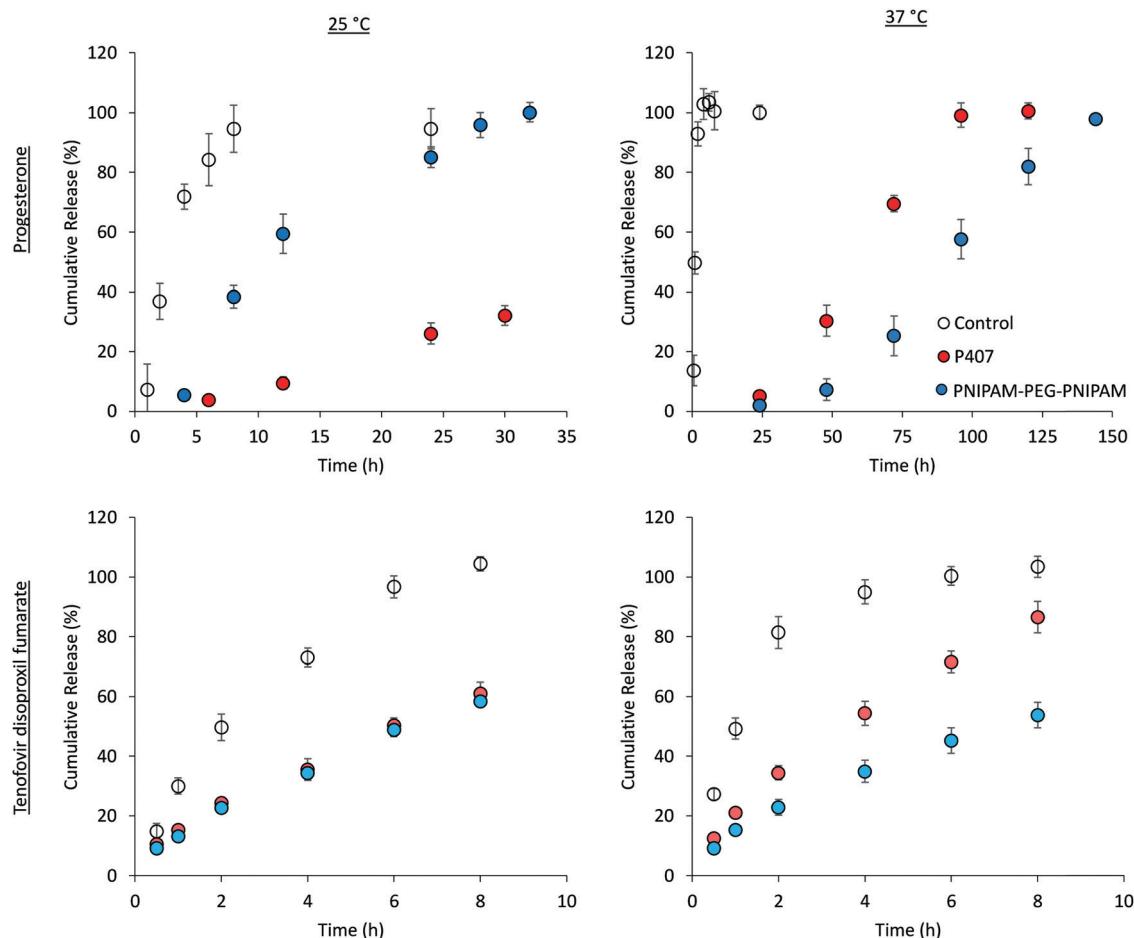 25 °C
37 °C
Progesterone
Cumulative Release (%)
120
100
80
60
40
20
0
0 5 10 15 20 25 30 35
Time (h)
Cumulative Release (%)
120
100
80
60
40
20
0
0 25 50 75 100 125 150
Time (h)
Control
P407
PNIPAM-PEG-PNIPAM
Tenofovir disoproxil fumarate
Cumulative Release (%)
120
100
80
60
40
20
0
0 2 4 6 8 10
Time (h)
Cumulative Release (%)
120
100
80
60
40
20
0
0 2 4 6 8 10
Time (h)